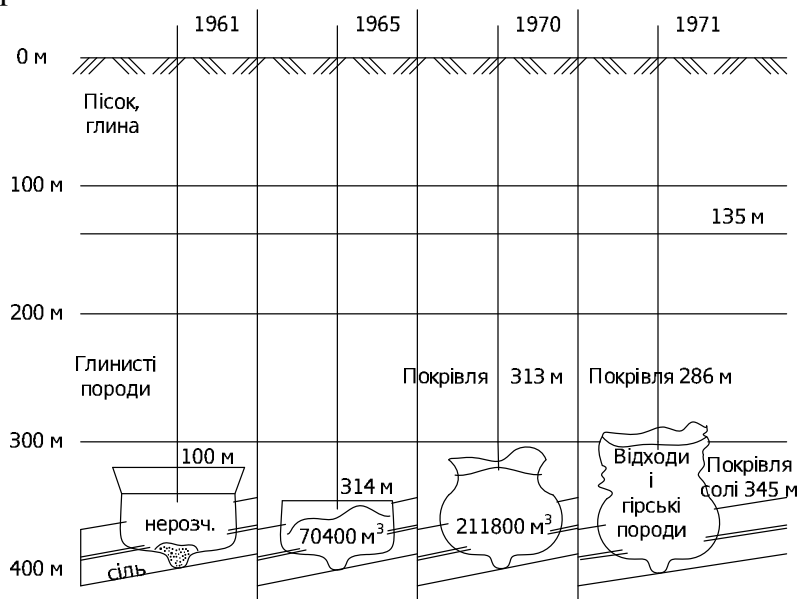 1961
1965
1970
1971
0 м
Пісок,
глина
100 м
135 м
200 м
Глинисті
породи
Покрівля 313 м
Покрівля 286 м
300 м
100 м
314 м
Відходи
і
гірські
породи
Покрівля
солі 345 м
нерозч.
70400 м³
211800 м³
400 м
сіль